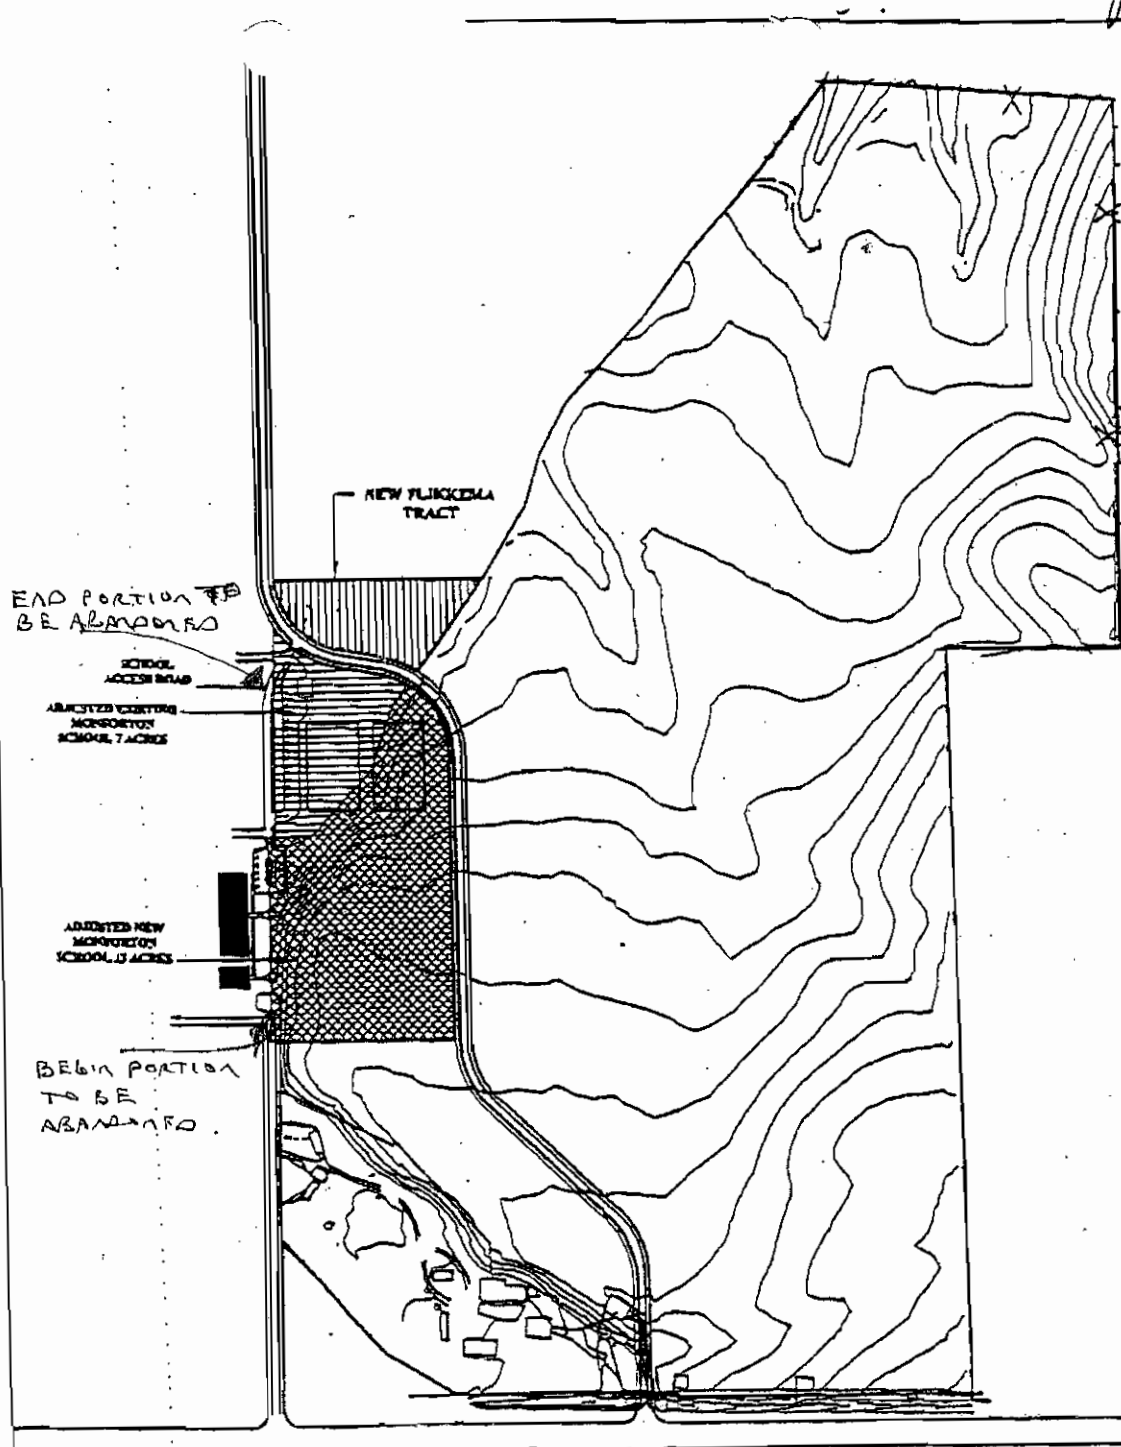 NEW FLIKKEMA
TRACT
END PORTION TO
BE ABANDONED
SCHOOL
ACCESS ROAD
ADJUSTED EXISTING
MONFORTON
SCHOOL, 7 ACRES
ADJUSTED NEW
MONFORTON
SCHOOL, 13 ACRES
BEGIN PORTION
TO BE
ABANDONED.